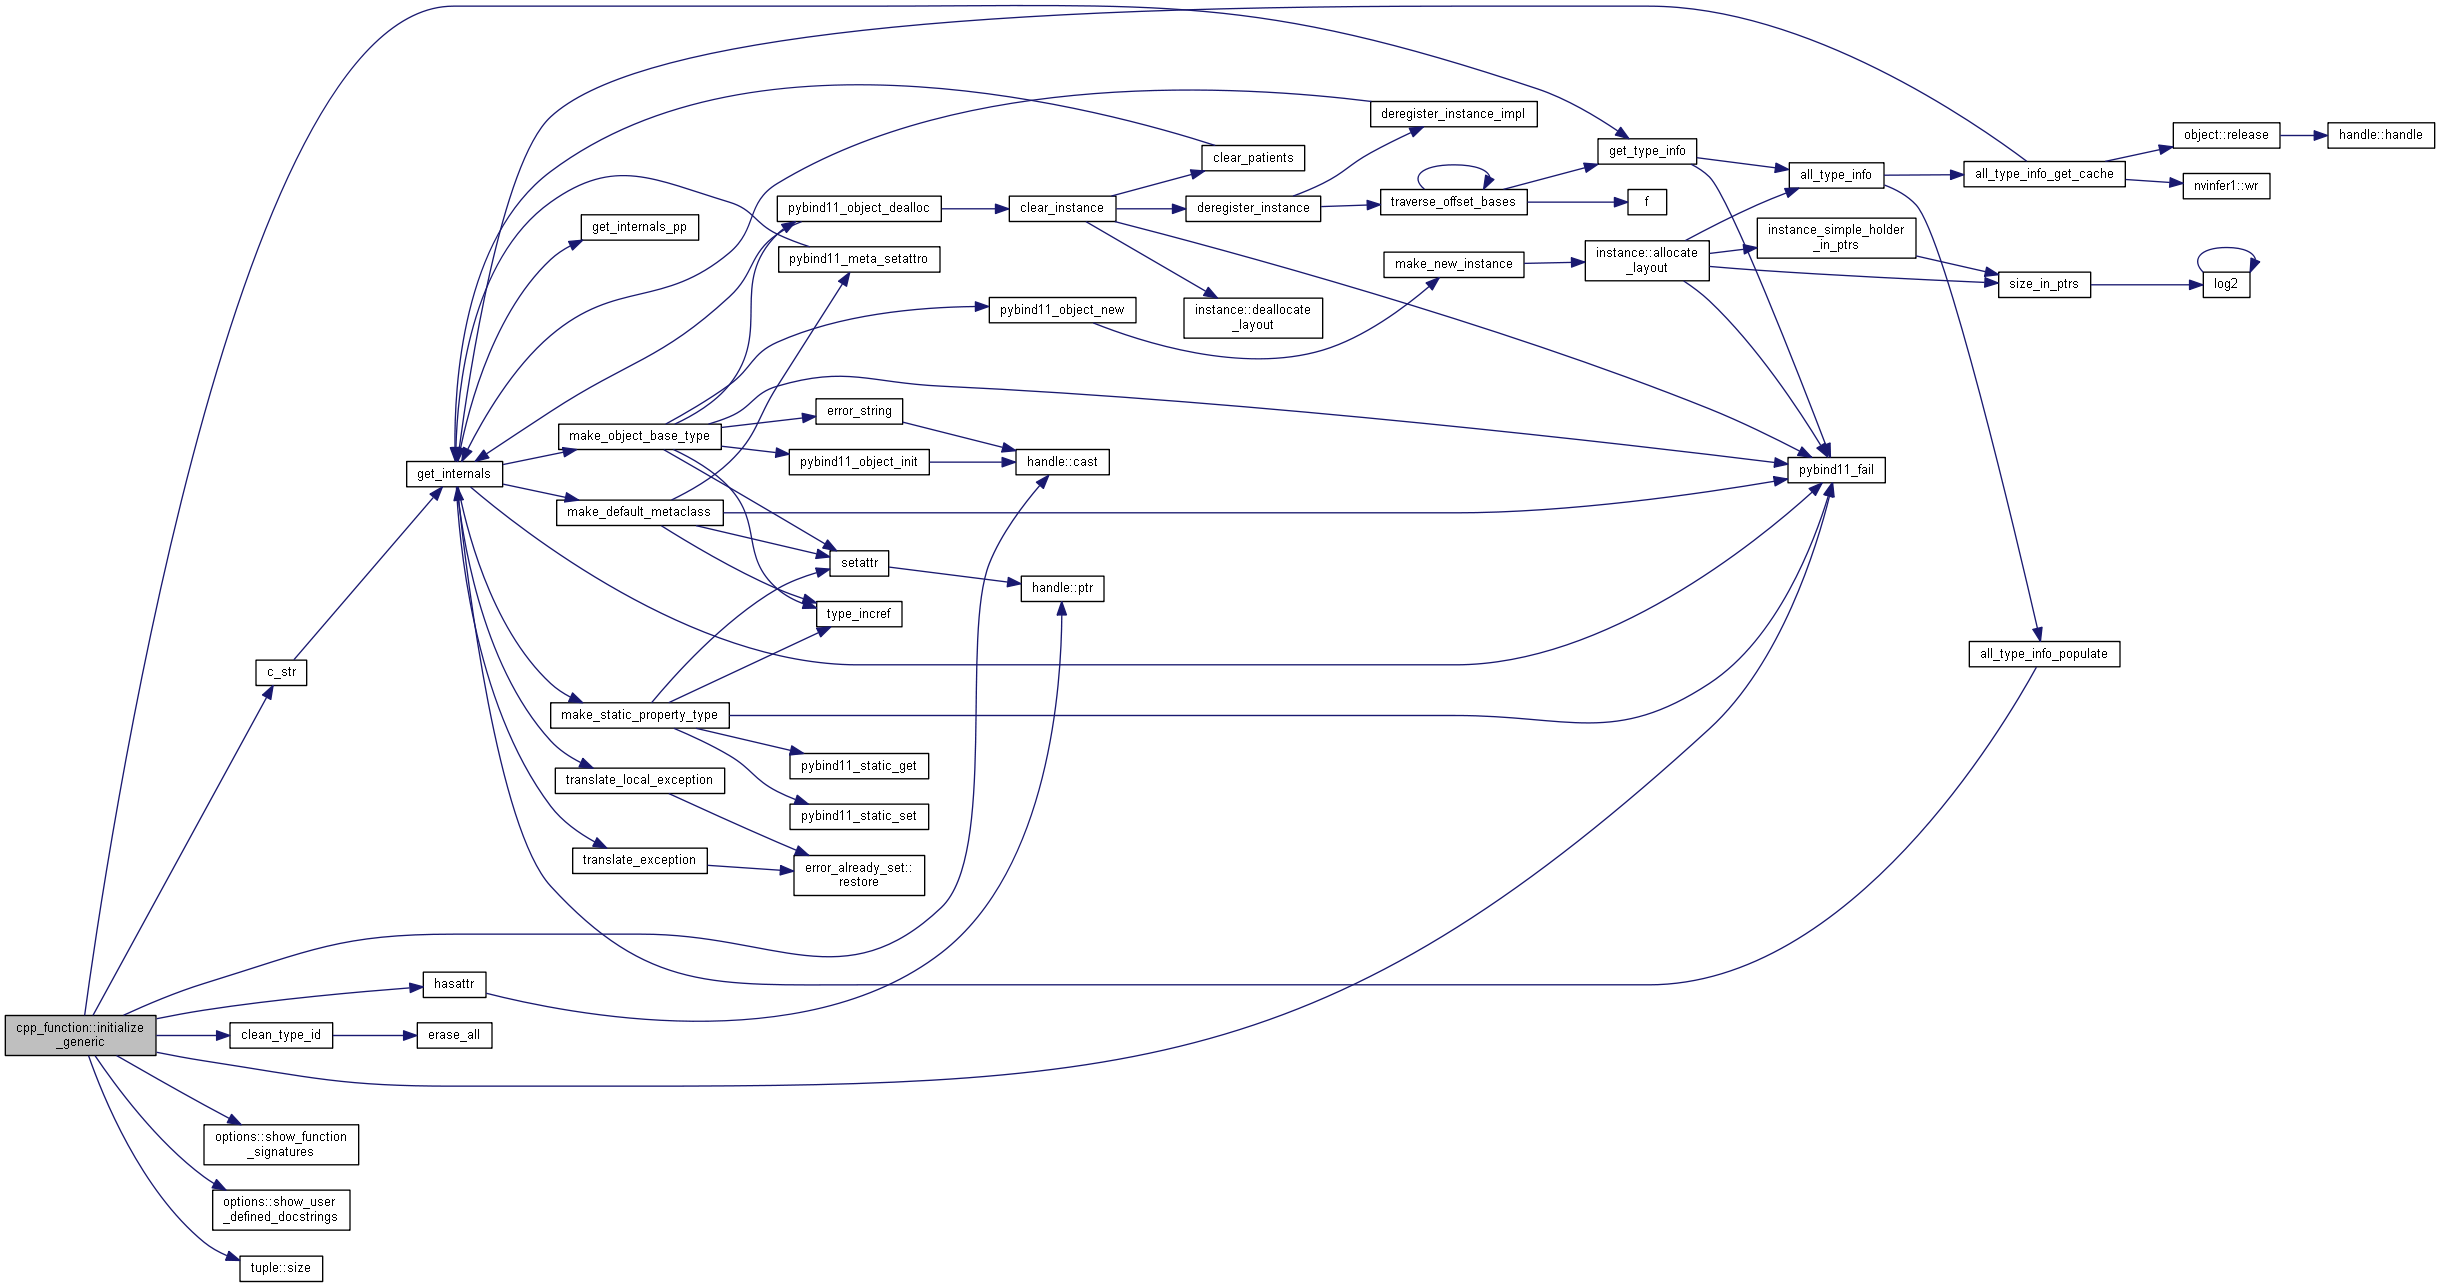 deregister_instance_impl
object::release
handle::handle
get_type_info
clear_patients
all_type_info
all_type_info_get_cache
nvinfer1::wr
traverse_offset_bases
f
pybind11_object_dealloc
clear_instance
deregister_instance
get_internals_pp
instance_simple_holder
_in_ptrs
pybind11_meta_setattro
make_new_instance
instance::allocate
_layout
size_in_ptrs
log2
pybind11_object_new
instance::deallocate
_layout
error_string
make_object_base_type
pybind11_object_init
handle::cast
get_internals
pybind11_fail
make_default_metaclass
setattr
handle::ptr
type_incref
all_type_info_populate
c_str
make_static_property_type
pybind11_static_get
translate_local_exception
pybind11_static_set
translate_exception
error_already_set::
restore
hasattr
cpp_function::initialize
_generic
clean_type_id
erase_all
options::show_function
_signatures
options::show_user
_defined_docstrings
tuple::size